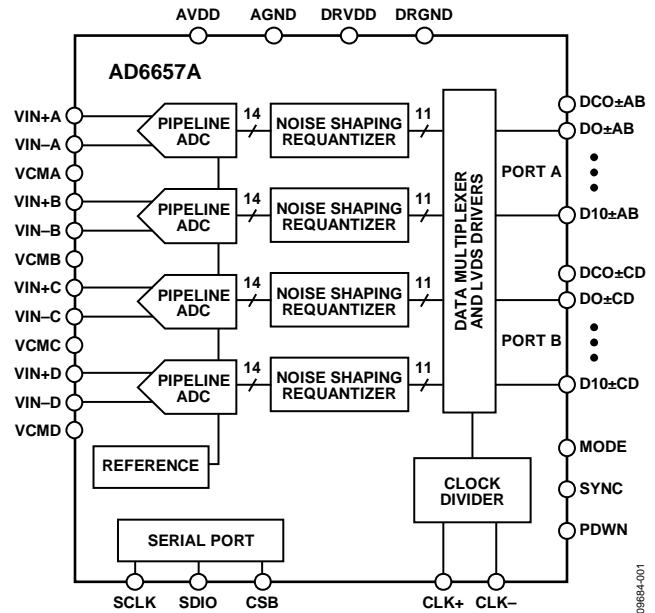 AVDD AGND DRVDD DRGND
AD6657A
VIN+A
VIN–A
VCMA
VIN+B
VIN–B
VCMB
VIN+C
VIN–C
VCMC
VIN+D
VIN–D
VCMD
PIPELINE
ADC
14
NOISE SHAPING
REQUANTIZER
11
PIPELINE
ADC
14
NOISE SHAPING
REQUANTIZER
11
PIPELINE
ADC
14
NOISE SHAPING
REQUANTIZER
11
PIPELINE
ADC
14
NOISE SHAPING
REQUANTIZER
11
DATA MULTIPLEXER
AND LVDS DRIVERS
PORT A
PORT B
DCO±AB
DO±AB
D10±AB
DCO±CD
DO±CD
D10±CD
MODE
SYNC
PDWN
REFERENCE
CLOCK
DIVIDER
SERIAL PORT
SCLK SDIO CSB CLK+ CLK–
09684-001